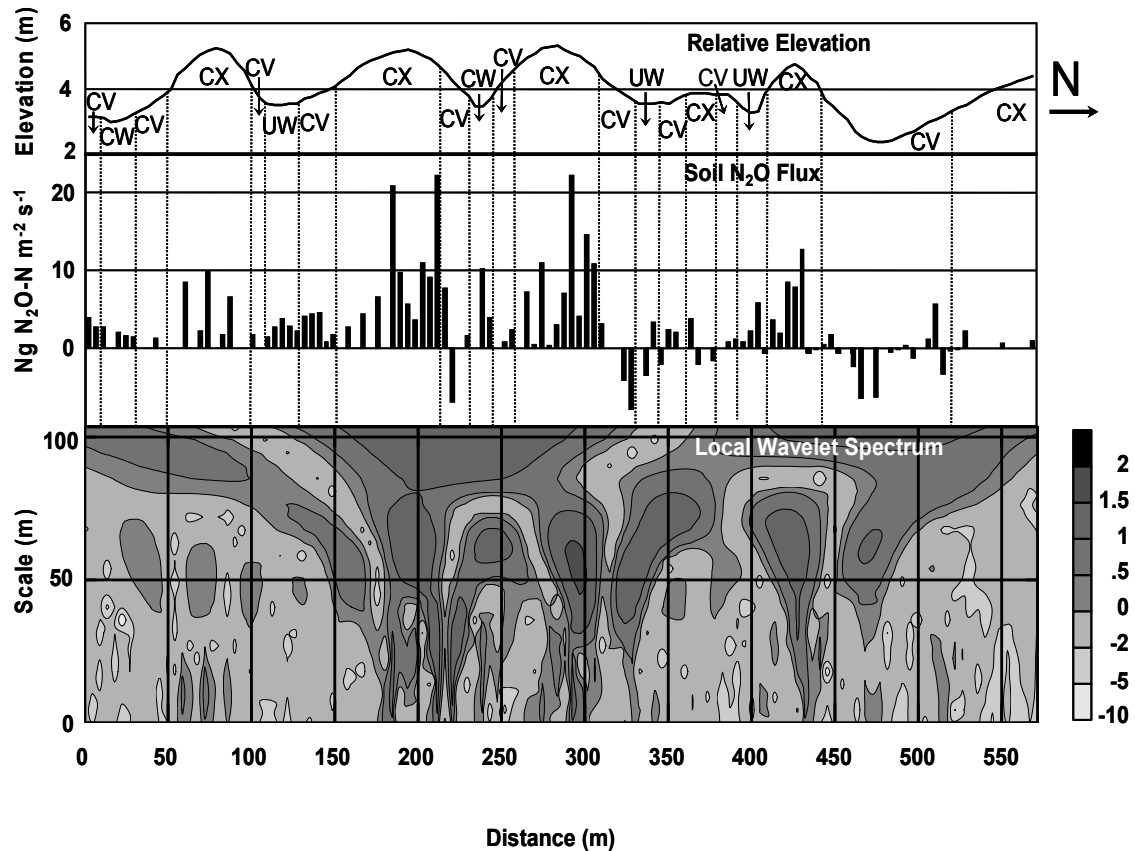 Elevation (m)
6
4
2
Relative Elevation
CV
CW
CV
CX
CV
UW
CV
CX
CV
CW
CV
CX
CV
UW
CV
CX
CV
UW
CX
CV
CX
N
Ng N₂O-N m⁻² s⁻¹
20
10
0
Soil N₂O Flux
Scale (m)
100
50
0
Local Wavelet Spectrum
2
1.5
1
.5
0
-2
-5
-10
0 50 100 150 200 250 300 350 400 450 500 550
Distance (m)